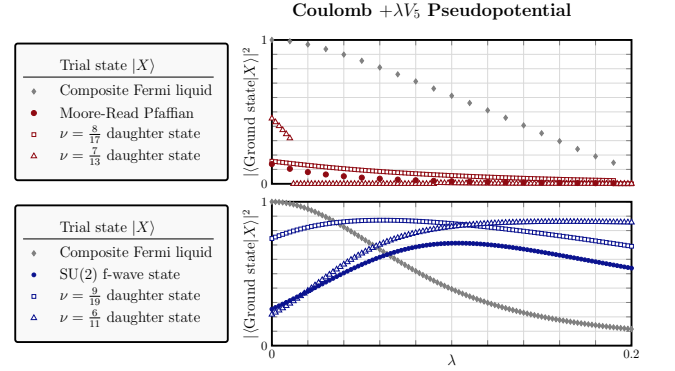 Coulomb +λV₅ Pseudopotential
Trial state |X⟩
Composite Fermi liquid
Moore-Read Pfaffian
ν = 8/17 daughter state
ν = 7/13 daughter state
1
|⟨Ground state|X⟩|²
0
Trial state |X⟩
Composite Fermi liquid
SU(2) f-wave state
ν = 9/19 daughter state
ν = 6/11 daughter state
1
|⟨Ground state|X⟩|²
0
0
λ
0.2